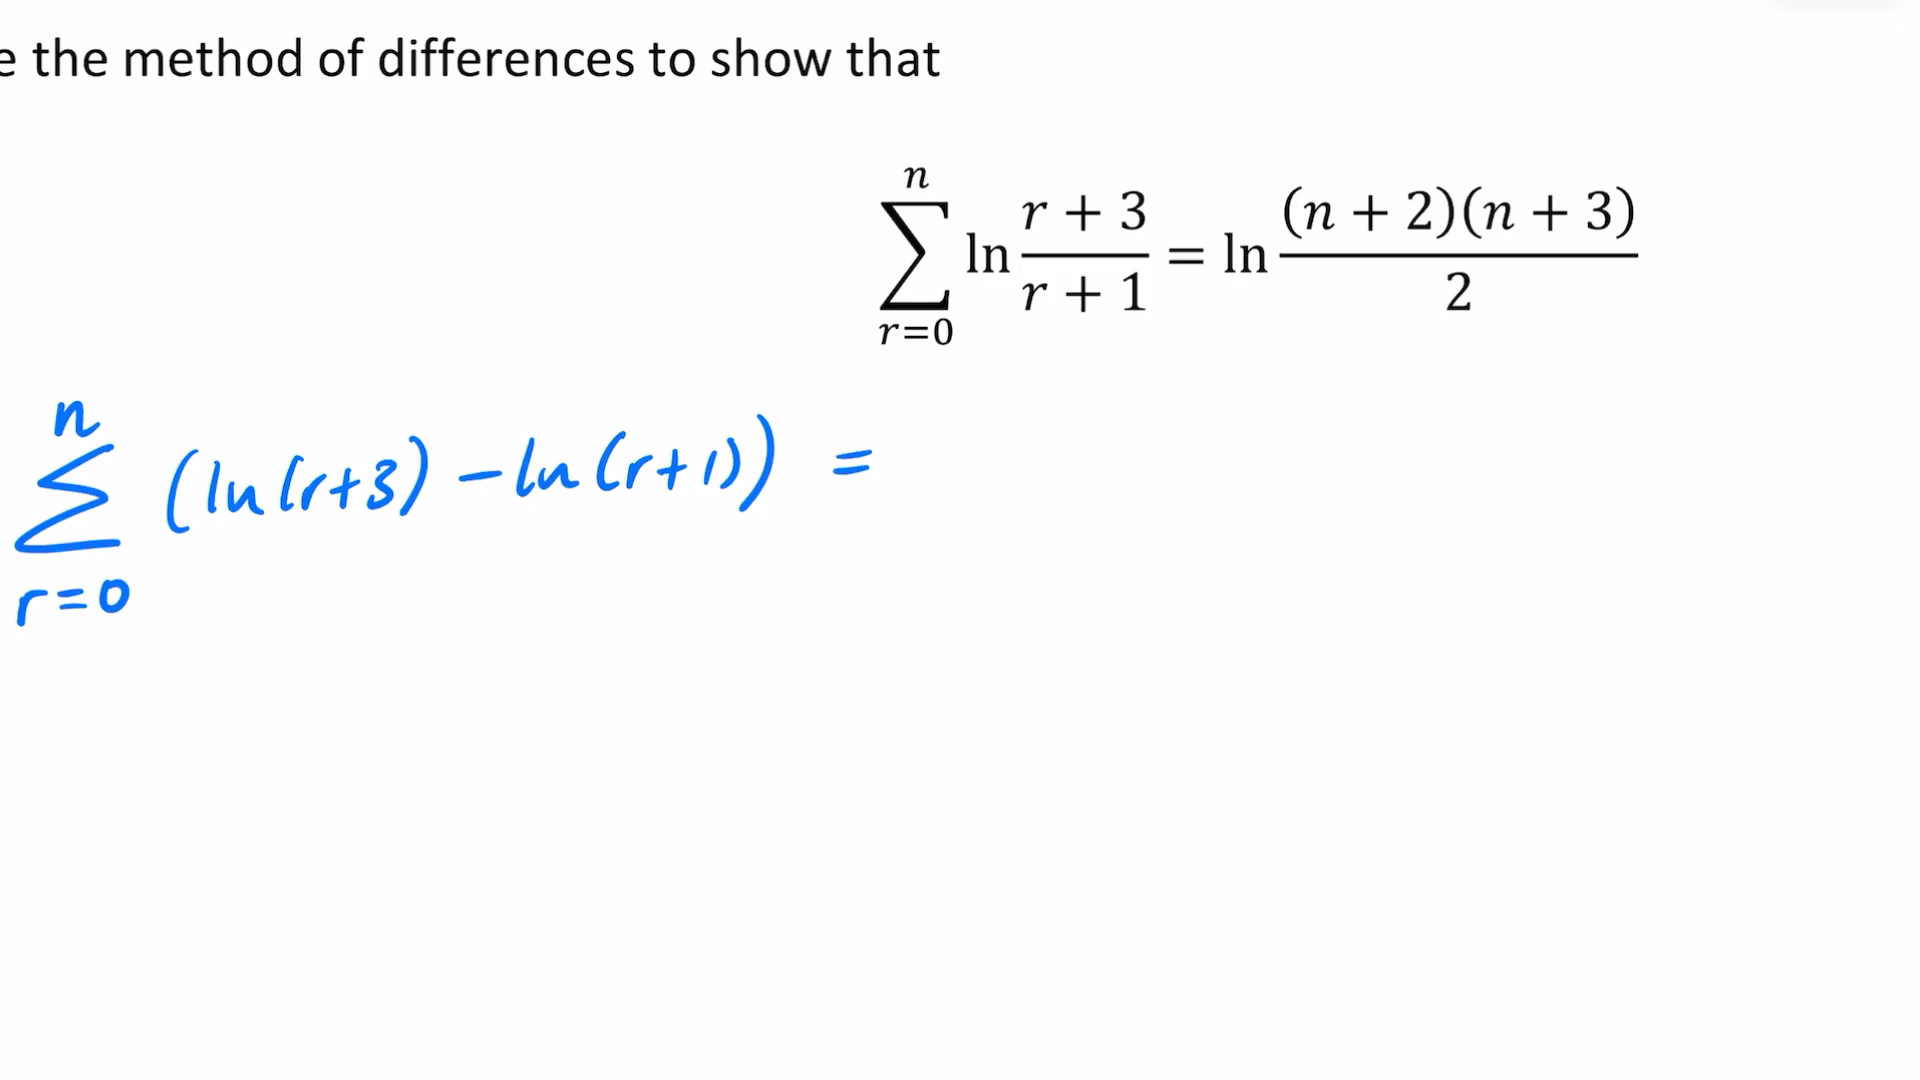 e the method of differences to show that
n
∑ ln (r + 3)/(r + 1) = ln ((n + 2)(n + 3))/2
r=0
n
∑ (ln(r+3) - ln(r+1)) =
r=0